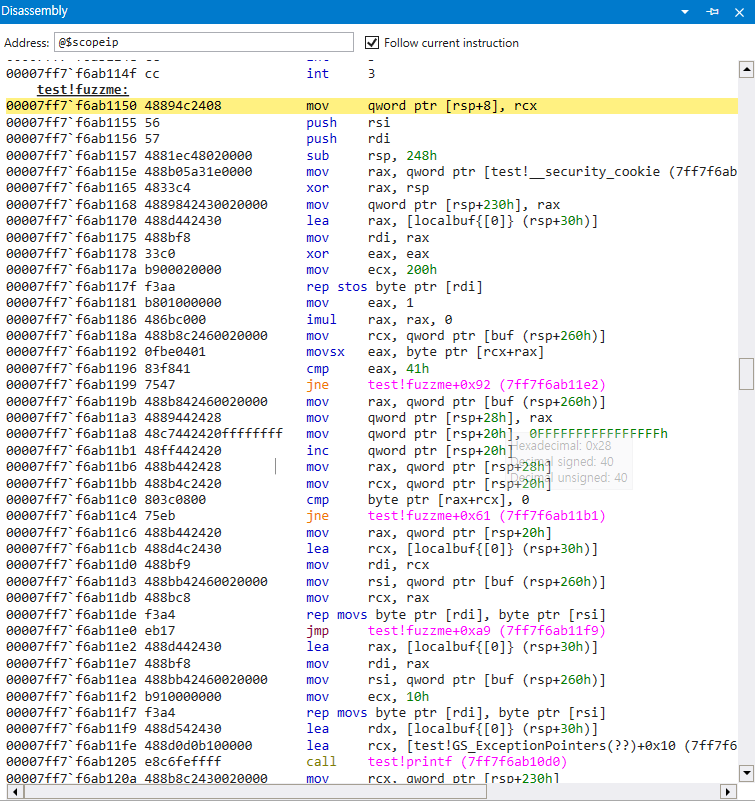 Disassembly
Address: @$scopeip Follow current instruction
00007ff7`f6ab114f cc int 3
test!fuzzme:
00007ff7`f6ab1150 48894c2408 mov qword ptr [rsp+8], rcx
00007ff7`f6ab1155 56 push rsi
00007ff7`f6ab1156 57 push rdi
00007ff7`f6ab1157 4881ec48020000 sub rsp, 248h
00007ff7`f6ab115e 488b05a31e0000 mov rax, qword ptr [test!__security_cookie (7ff7f6ab
00007ff7`f6ab1165 4833c4 xor rax, rsp
00007ff7`f6ab1168 4889842430020000 mov qword ptr [rsp+230h], rax
00007ff7`f6ab1170 488d442430 lea rax, [localbuf{[0]} (rsp+30h)]
00007ff7`f6ab1175 488bf8 mov rdi, rax
00007ff7`f6ab1178 33c0 xor eax, eax
00007ff7`f6ab117a b900020000 mov ecx, 200h
00007ff7`f6ab117f f3aa rep stos byte ptr [rdi]
00007ff7`f6ab1181 b801000000 mov eax, 1
00007ff7`f6ab1186 486bc000 imul rax, rax, 0
00007ff7`f6ab118a 488b8c2460020000 mov rcx, qword ptr [buf (rsp+260h)]
00007ff7`f6ab1192 0fbe0401 movsx eax, byte ptr [rcx+rax]
00007ff7`f6ab1196 83f841 cmp eax, 41h
00007ff7`f6ab1199 7547 jne test!fuzzme+0x92 (7ff7f6ab11e2)
00007ff7`f6ab119b 488b842460020000 mov rax, qword ptr [buf (rsp+260h)]
00007ff7`f6ab11a3 4889442428 mov qword ptr [rsp+28h], rax
00007ff7`f6ab11a8 48c7442420ffffffff mov qword ptr [rsp+20h], 0FFFFFFFFFFFFFFFFh
00007ff7`f6ab11b1 48ff442420 inc qword ptr [rsp+20h]
Hexadecimal: 0x28
00007ff7`f6ab11b6 488b442428 mov rax, qword ptr [rsp+28h]
Decimal signed: 40
00007ff7`f6ab11bb 488b4c2420 mov rcx, qword ptr [rsp+20h]
Decimal unsigned: 40
00007ff7`f6ab11c0 803c0800 cmp byte ptr [rax+rcx], 0
00007ff7`f6ab11c4 75eb jne test!fuzzme+0x61 (7ff7f6ab11b1)
00007ff7`f6ab11c6 488b442420 mov rax, qword ptr [rsp+20h]
00007ff7`f6ab11cb 488d4c2430 lea rcx, [localbuf{[0]} (rsp+30h)]
00007ff7`f6ab11d0 488bf9 mov rdi, rcx
00007ff7`f6ab11d3 488bb42460020000 mov rsi, qword ptr [buf (rsp+260h)]
00007ff7`f6ab11db 488bc8 mov rcx, rax
00007ff7`f6ab11de f3a4 rep movs byte ptr [rdi], byte ptr [rsi]
00007ff7`f6ab11e0 eb17 jmp test!fuzzme+0xa9 (7ff7f6ab11f9)
00007ff7`f6ab11e2 488d442430 lea rax, [localbuf{[0]} (rsp+30h)]
00007ff7`f6ab11e7 488bf8 mov rdi, rax
00007ff7`f6ab11ea 488bb42460020000 mov rsi, qword ptr [buf (rsp+260h)]
00007ff7`f6ab11f2 b910000000 mov ecx, 10h
00007ff7`f6ab11f7 f3a4 rep movs byte ptr [rdi], byte ptr [rsi]
00007ff7`f6ab11f9 488d542430 lea rdx, [localbuf{[0]} (rsp+30h)]
00007ff7`f6ab11fe 488d0d0b100000 lea rcx, [test!GS_ExceptionPointers(??)+0x10 (7ff7f6
00007ff7`f6ab1205 e8c6feffff call test!printf (7ff7f6ab10d0)
00007ff7`f6ab120a 488b8c2430020000 mov rcx, qword ptr [rsp+230h]